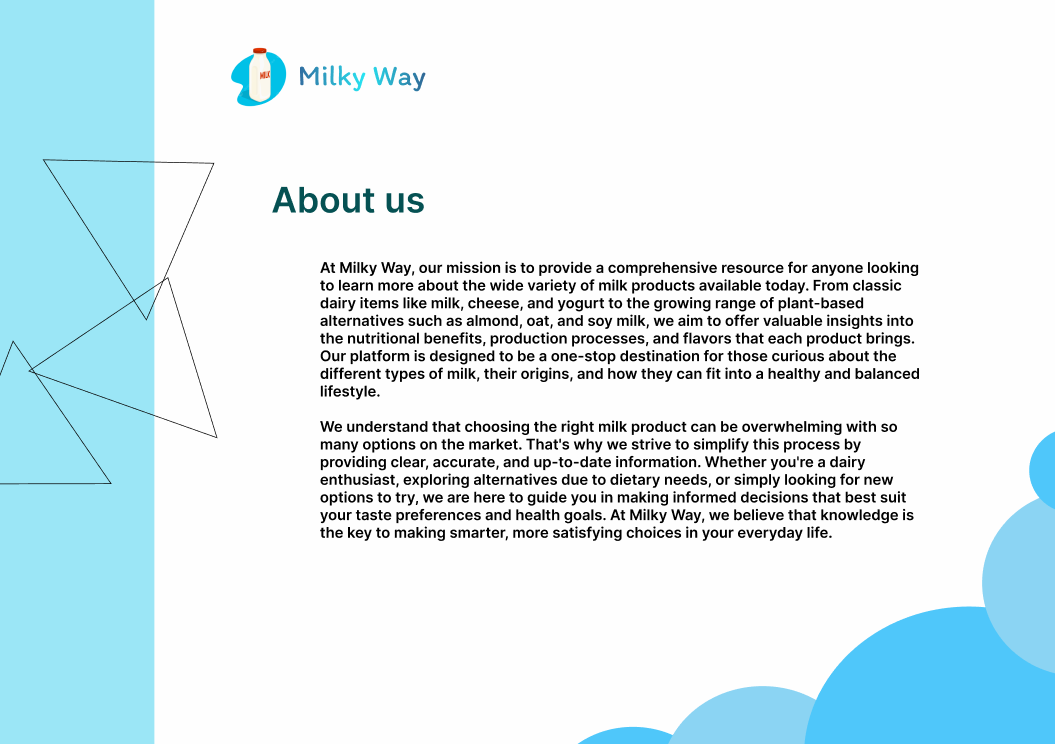 MILK
Milky Way
About us
At Milky Way, our mission is to provide a comprehensive resource for anyone looking
to learn more about the wide variety of milk products available today. From classic
dairy items like milk, cheese, and yogurt to the growing range of plant-based
alternatives such as almond, oat, and soy milk, we aim to offer valuable insights into
the nutritional benefits, production processes, and flavors that each product brings.
Our platform is designed to be a one-stop destination for those curious about the
different types of milk, their origins, and how they can fit into a healthy and balanced
lifestyle.
We understand that choosing the right milk product can be overwhelming with so
many options on the market. That's why we strive to simplify this process by
providing clear, accurate, and up-to-date information. Whether you're a dairy
enthusiast, exploring alternatives due to dietary needs, or simply looking for new
options to try, we are here to guide you in making informed decisions that best suit
your taste preferences and health goals. At Milky Way, we believe that knowledge is
the key to making smarter, more satisfying choices in your everyday life.